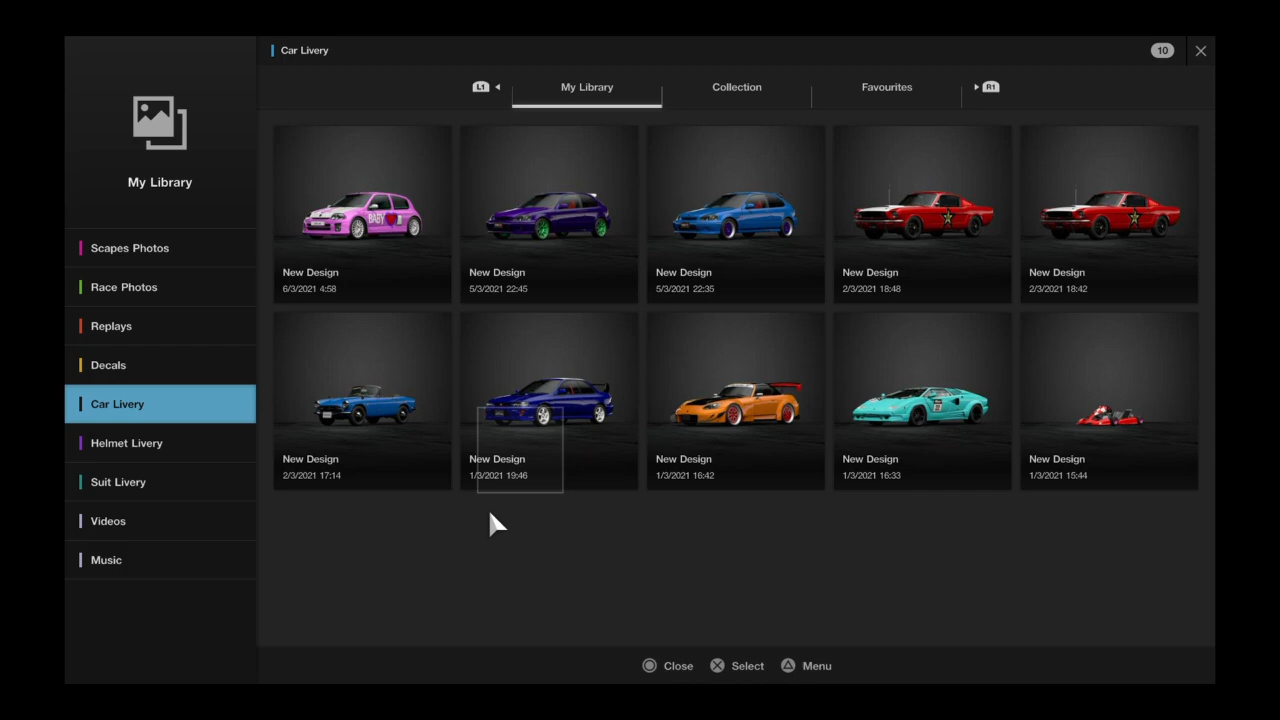 Car Livery
10
L1
My Library
Collection
Favourites
R1
My Library
Scapes Photos
Race Photos
Replays
Decals
Car Livery
Helmet Livery
Suit Livery
Videos
Music
BABY
New Design
6/3/2021 4:58
New Design
5/3/2021 22:45
New Design
5/3/2021 22:35
New Design
2/3/2021 18:48
New Design
2/3/2021 18:42
New Design
2/3/2021 17:14
New Design
1/3/2021 19:46
New Design
1/3/2021 16:42
New Design
1/3/2021 16:33
New Design
1/3/2021 15:44
Close
Select
Menu